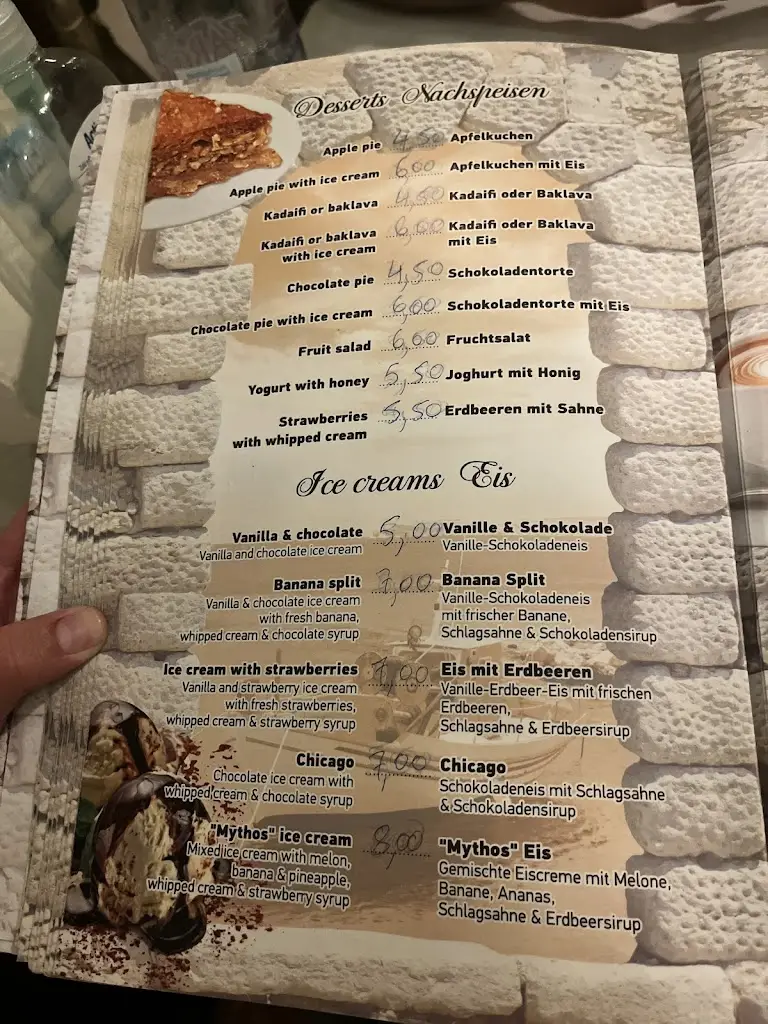 Desserts Nachspeisen
Apple pie 4,50 Apfelkuchen
Apple pie with ice cream 6,00 Apfelkuchen mit Eis
Kadaifi or baklava 4,50 Kadaifi oder Baklava
Kadaifi or baklava 6,00 Kadaifi oder Baklava
with ice cream mit Eis
Chocolate pie 4,50 Schokoladentorte
Chocolate pie with ice cream 6,00 Schokoladentorte mit Eis
Fruit salad 6,00 Fruchtsalat
Yogurt with honey 5,50 Joghurt mit Honig
Strawberries 5,50 Erdbeeren mit Sahne
with whipped cream
Ice creams Eis
Vanilla & chocolate 5,00 Vanille & Schokolade
Vanilla and chocolate ice cream Vanille-Schokoladeneis
Banana split 7,00 Banana Split
Vanilla & chocolate ice cream Vanille-Schokoladeneis
with fresh banana, mit frischer Banane,
whipped cream & chocolate syrup Schlagsahne & Schokoladensirup
Ice cream with strawberries 7,00 Eis mit Erdbeeren
Vanilla and strawberry ice cream Vanille-Erdbeer-Eis mit frischen
with fresh strawberries, Erdbeeren,
whipped cream & strawberry syrup Schlagsahne & Erdbeersirup
Chicago 7,00 Chicago
Chocolate ice cream with Schokoladeneis mit Schlagsahne
whipped cream & chocolate syrup & Schokoladensirup
"Mythos" ice cream 8,00 "Mythos" Eis
Mixed ice cream with melon, Gemischte Eiscreme mit Melone,
banana & pineapple, Banane, Ananas,
whipped cream & strawberry syrup Schlagsahne & Erdbeersirup